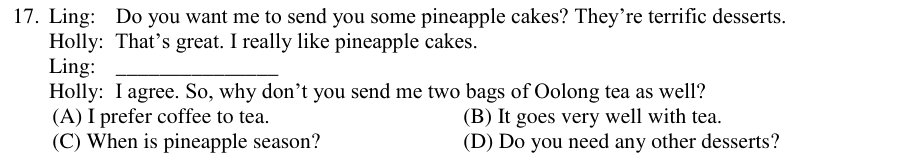 17. Ling: Do you want me to send you some pineapple cakes? They're terrific desserts.
Holly: That's great. I really like pineapple cakes.
Ling: _______________
Holly: I agree. So, why don't you send me two bags of Oolong tea as well?
(A) I prefer coffee to tea. (B) It goes very well with tea.
(C) When is pineapple season? (D) Do you need any other desserts?